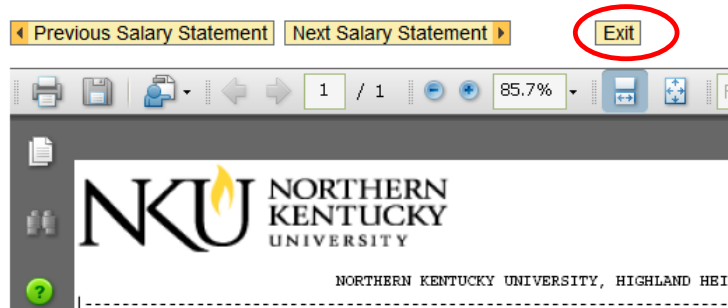 Previous Salary Statement Next Salary Statement Exit
1 / 1 85.7%
NKU NORTHERN
KENTUCKY
UNIVERSITY
NORTHERN KENTUCKY UNIVERSITY, HIGHLAND HEI